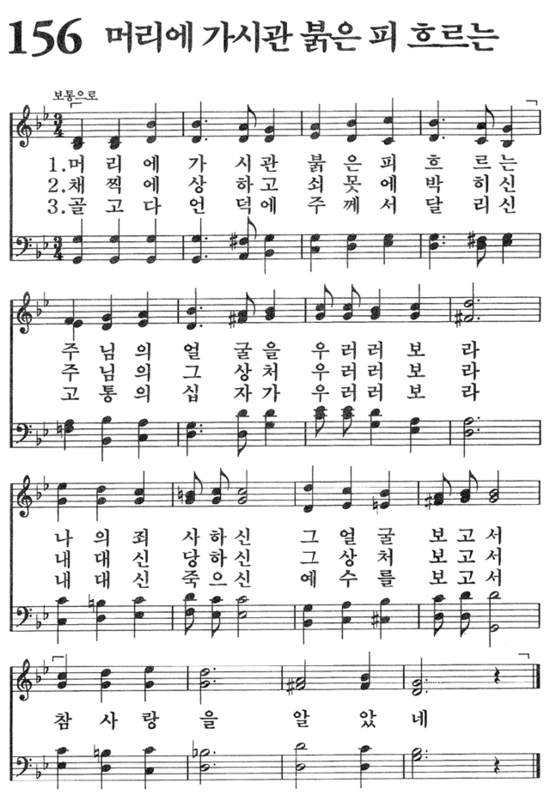 156 머리에 가시관 붉은 피 흐르는
보통으로
1.머 리 에 가 시 관 붉 은 피 흐 르 는
2.채 찍 에 상 하 고 쇠 못 에 박 히 신
3.골 고 다 언 덕 에 주 께 서 달 리 신
주 님 의 얼 굴 을 우 러 러 보 라
주 님 의 그 상 처 우 러 러 보 라
고 통 의 십 자 가 우 러 러 보 라
나 의 죄 사 하 신 그 얼 굴 보 고 서
내 대 신 당 하 신 그 상 처 보 고 서
내 대 신 죽 으 신 예 수 를 보 고 서
참 사 랑 을 알 았 네